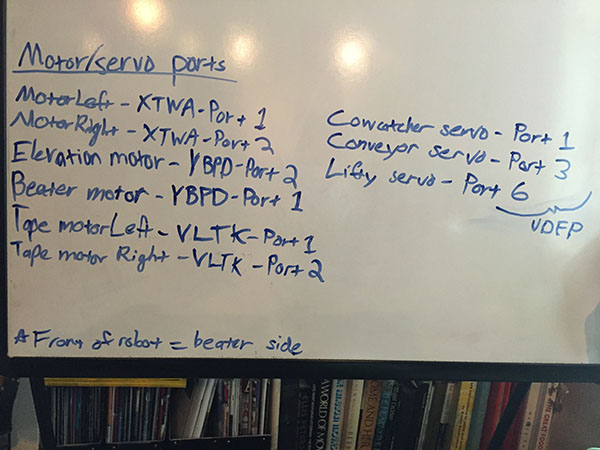 Motor/servo ports
MotorLeft - XTWA-Port 1
MotorRight - XTWA-Port 2
Elevation motor - YBPD-Port 2
Beater motor - YBPD-Port 1
Tape motor Left - VLTK-Port 1
Tape motor Right - VLTK - Port 2
Cowcatcher servo - Port 1
Conveyor servo - Port 3
Lifty servo - Port 6
VDFP
* Front of robot = beater side